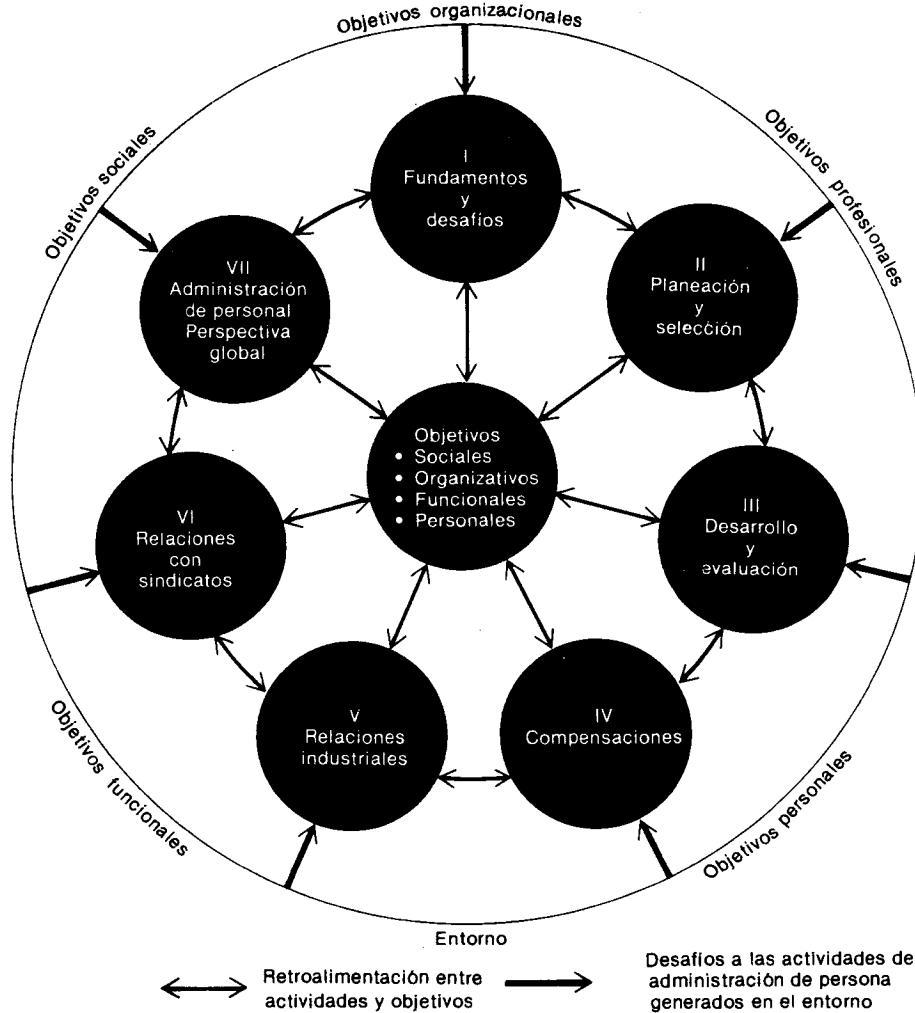 Objetivos organizacionales
Objetivos sociales
Objetivos profesionales
I
Fundamentos
y
desafíos
VII
Administración
de personal
Perspectiva
global
II
Planeación
y
selección
Objetivos
• Sociales
• Organizativos
• Funcionales
• Personales
VI
Relaciones
con
sindicatos
III
Desarrollo
y
evaluación
V
Relaciones
industriales
IV
Compensaciones
Objetivos funcionales
Objetivos personales
Entorno
Retroalimentación entre
actividades y objetivos
Desafíos a las actividades de
administración de persona
generados en el entorno